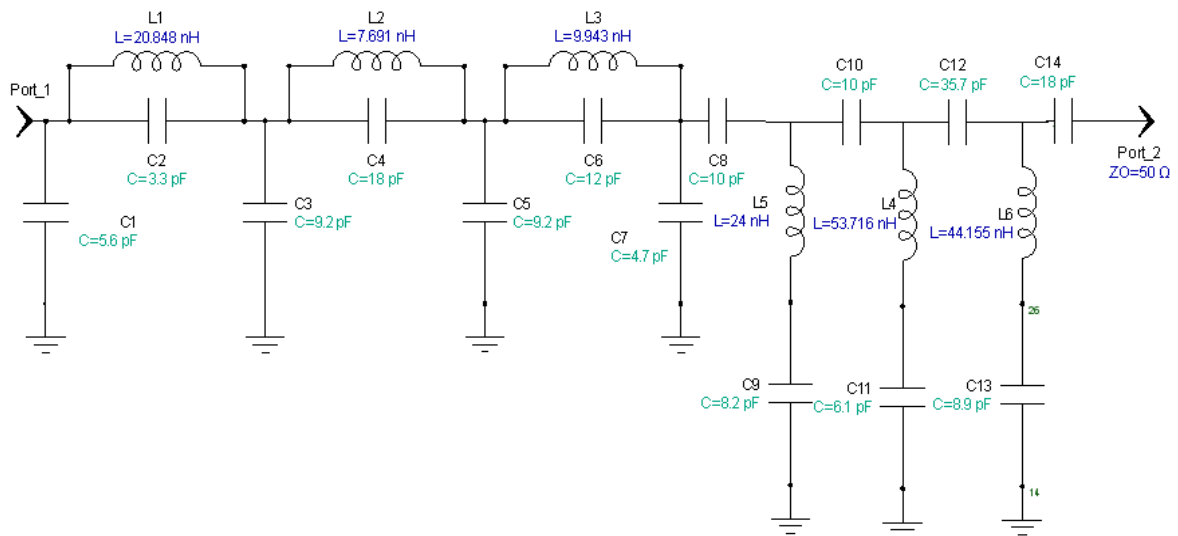 L1
L=20.848 nH
L2
L=7.691 nH
L3
L=9.943 nH
C10
C=10 pF
C12
C=35.7 pF
C14
C=18 pF
Port_1
C2
C=3.3 pF
C4
C=18 pF
C6
C=12 pF
C8
C=10 pF
Port_2
ZO=50 Ω
C1
C=5.6 pF
C3
C=9.2 pF
C5
C=9.2 pF
C7
C=4.7 pF
L5
L=24 nH
L4
L=53.716 nH
L6
L=44.155 nH
26
C9
C=8.2 pF
C11
C=6.1 pF
C13
C=8.9 pF
14